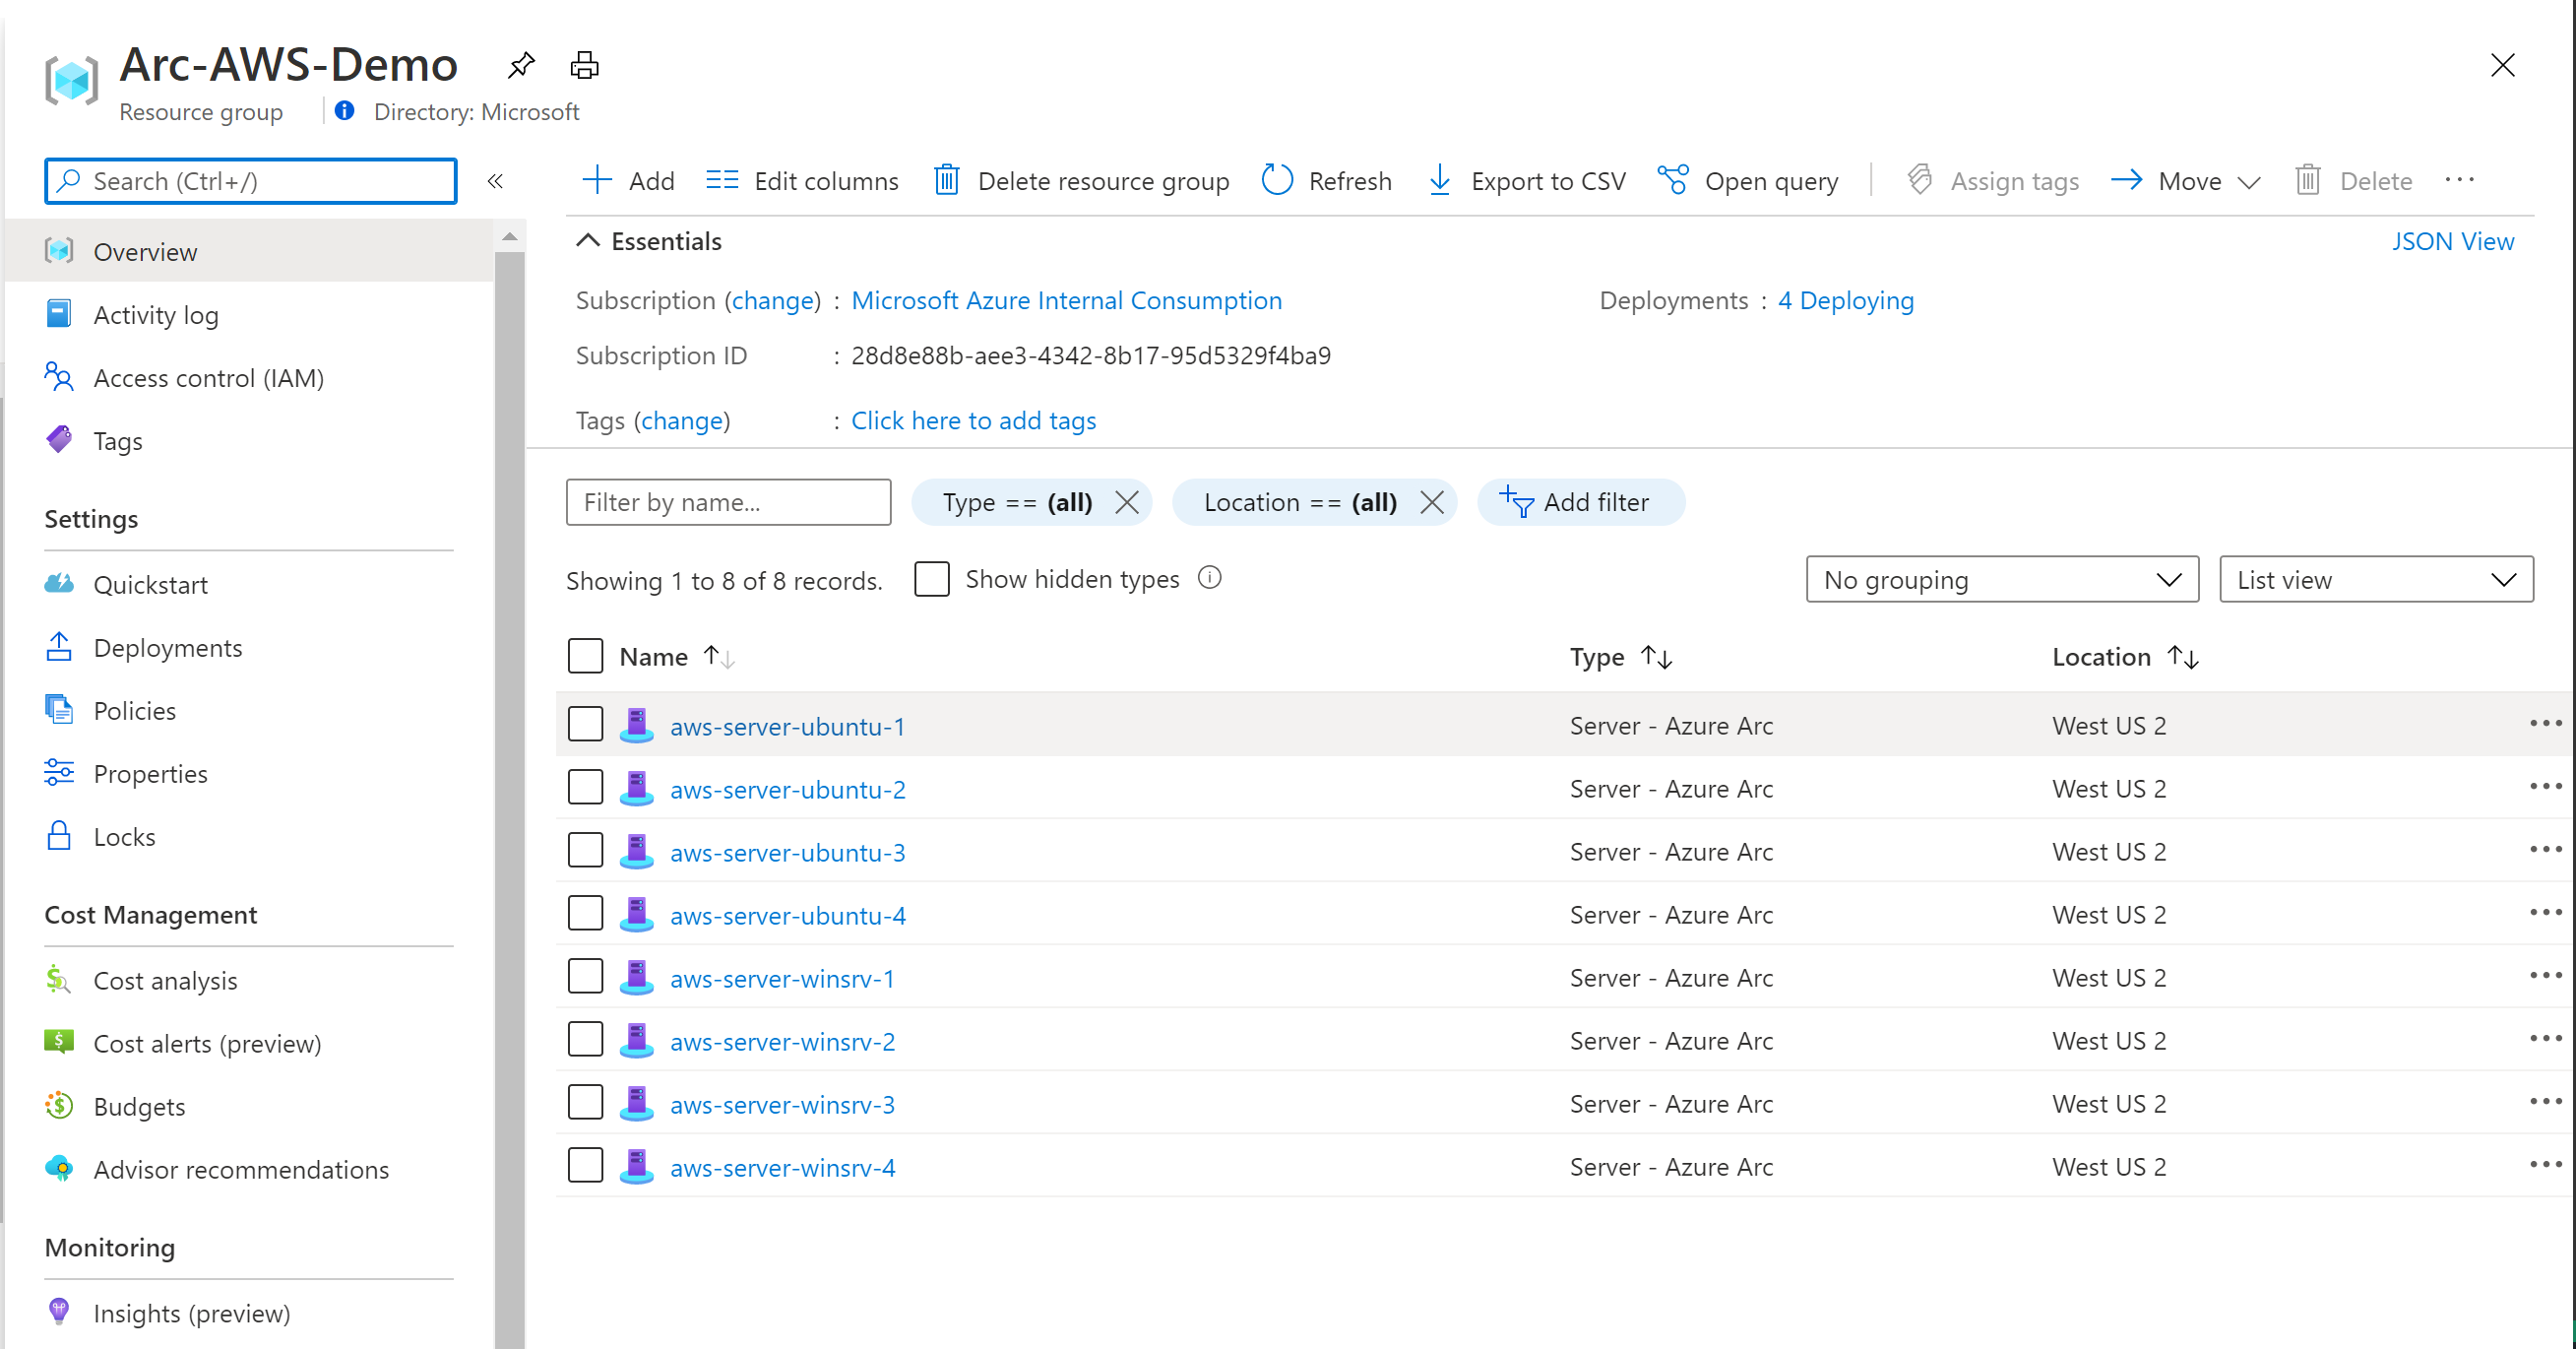 Arc-AWS-Demo
Resource group
Directory: Microsoft
Search (Ctrl+/)
«
Overview
Activity log
Access control (IAM)
Tags
Settings
Quickstart
Deployments
Policies
Properties
Locks
Cost Management
Cost analysis
Cost alerts (preview)
Budgets
Advisor recommendations
Monitoring
Insights (preview)
Add Edit columns Delete resource group Refresh Export to CSV Open query Assign tags Move Delete ···
Essentials JSON View
Subscription (change) : Microsoft Azure Internal Consumption Deployments : 4 Deploying
Subscription ID : 28d8e88b-aee3-4342-8b17-95d5329f4ba9
Tags (change) : Click here to add tags
Filter by name... Type == (all) Location == (all) Add filter
Showing 1 to 8 of 8 records. Show hidden types No grouping List view
Name Type Location
aws-server-ubuntu-1 Server - Azure Arc West US 2 ···
aws-server-ubuntu-2 Server - Azure Arc West US 2 ···
aws-server-ubuntu-3 Server - Azure Arc West US 2 ···
aws-server-ubuntu-4 Server - Azure Arc West US 2 ···
aws-server-winsrv-1 Server - Azure Arc West US 2 ···
aws-server-winsrv-2 Server - Azure Arc West US 2 ···
aws-server-winsrv-3 Server - Azure Arc West US 2 ···
aws-server-winsrv-4 Server - Azure Arc West US 2 ···